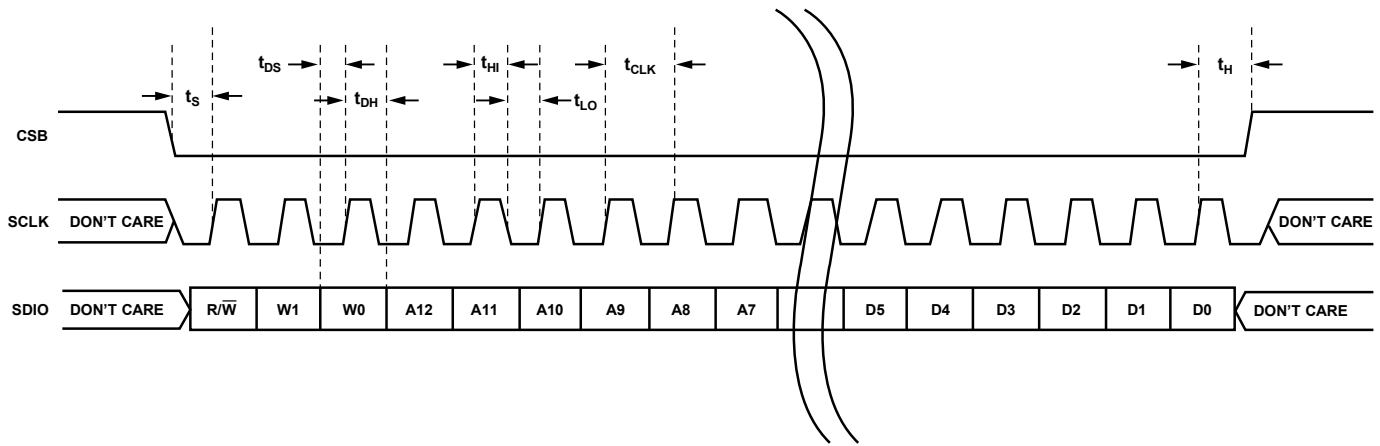 tDS tHI tCLK tH
tS tDH tLO
CSB
SCLK DON'T CARE DON'T CARE
SDIO DON'T CARE R/W̅ W1 W0 A12 A11 A10 A9 A8 A7 D5 D4 D3 D2 D1 D0 DON'T CARE